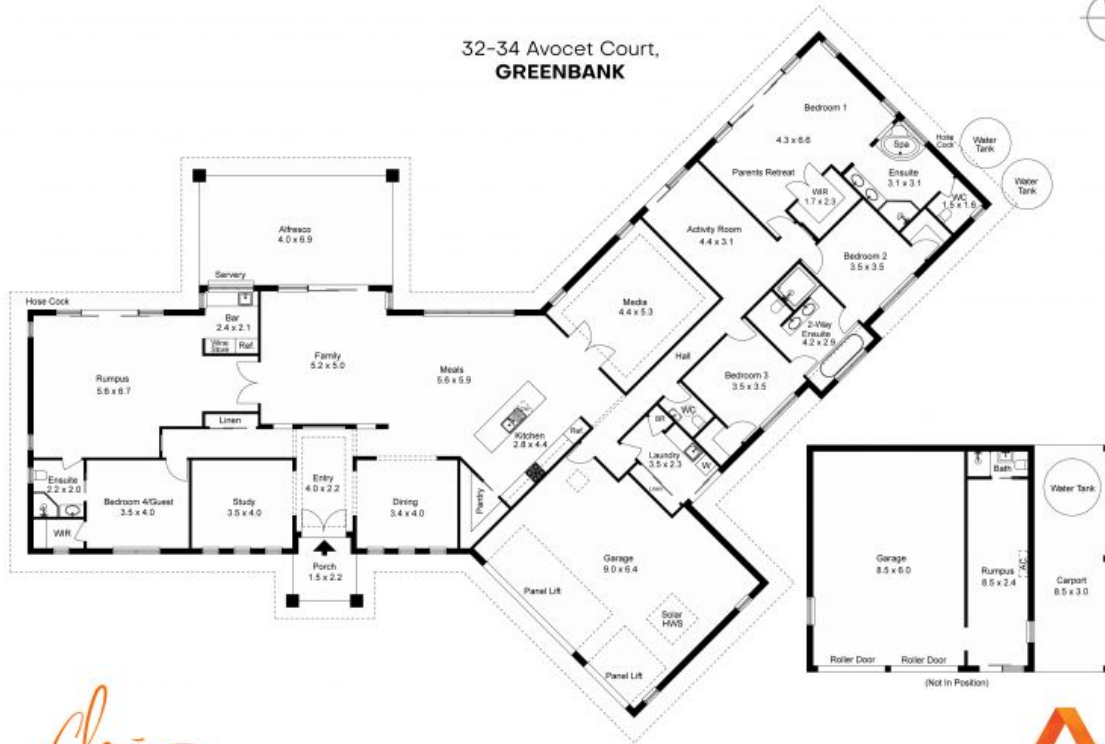 32-34 Avocet Court,
GREENBANK
Bedroom 1
4.3 x 6.6
Parents Retreat
Spa
Hose
Cock
Water
Tank
Water
Tank
Ensuite
3.1 x 3.1
WC
1.5 x 1.6
WIR
1.7 x 2.3
Activity Room
4.4 x 3.1
Bedroom 2
3.5 x 3.5
Alfresco
4.0 x 6.9
Servery
Hose Cock
Bar
2.4 x 2.1
Wine
Store
Ref.
Media
4.4 x 5.3
2-Way
Ensuite
4.2 x 2.9
Family
5.2 x 5.0
Meals
5.6 x 5.9
Hall
Bedroom 3
3.5 x 3.5
Rumpus
5.6 x 6.7
Linen
Kitchen
2.8 x 4.4
Ref.
WC
BR
Laundry
3.5 x 2.3
W
Linen
Ensuite
2.2 x 2.0
WIR
Bedroom 4/Guest
3.5 x 4.0
Study
3.5 x 4.0
Entry
4.0 x 2.2
Dining
3.4 x 4.0
Pantry
Porch
1.5 x 2.2
Garage
9.0 x 6.4
Panel Lift
Solar
HWS
Panel Lift
Bath
Water Tank
Garage
8.5 x 6.0
Rumpus
8.5 x 2.4
AC
Carport
8.5 x 3.0
Roller Door
Roller Door
(Not In Position)